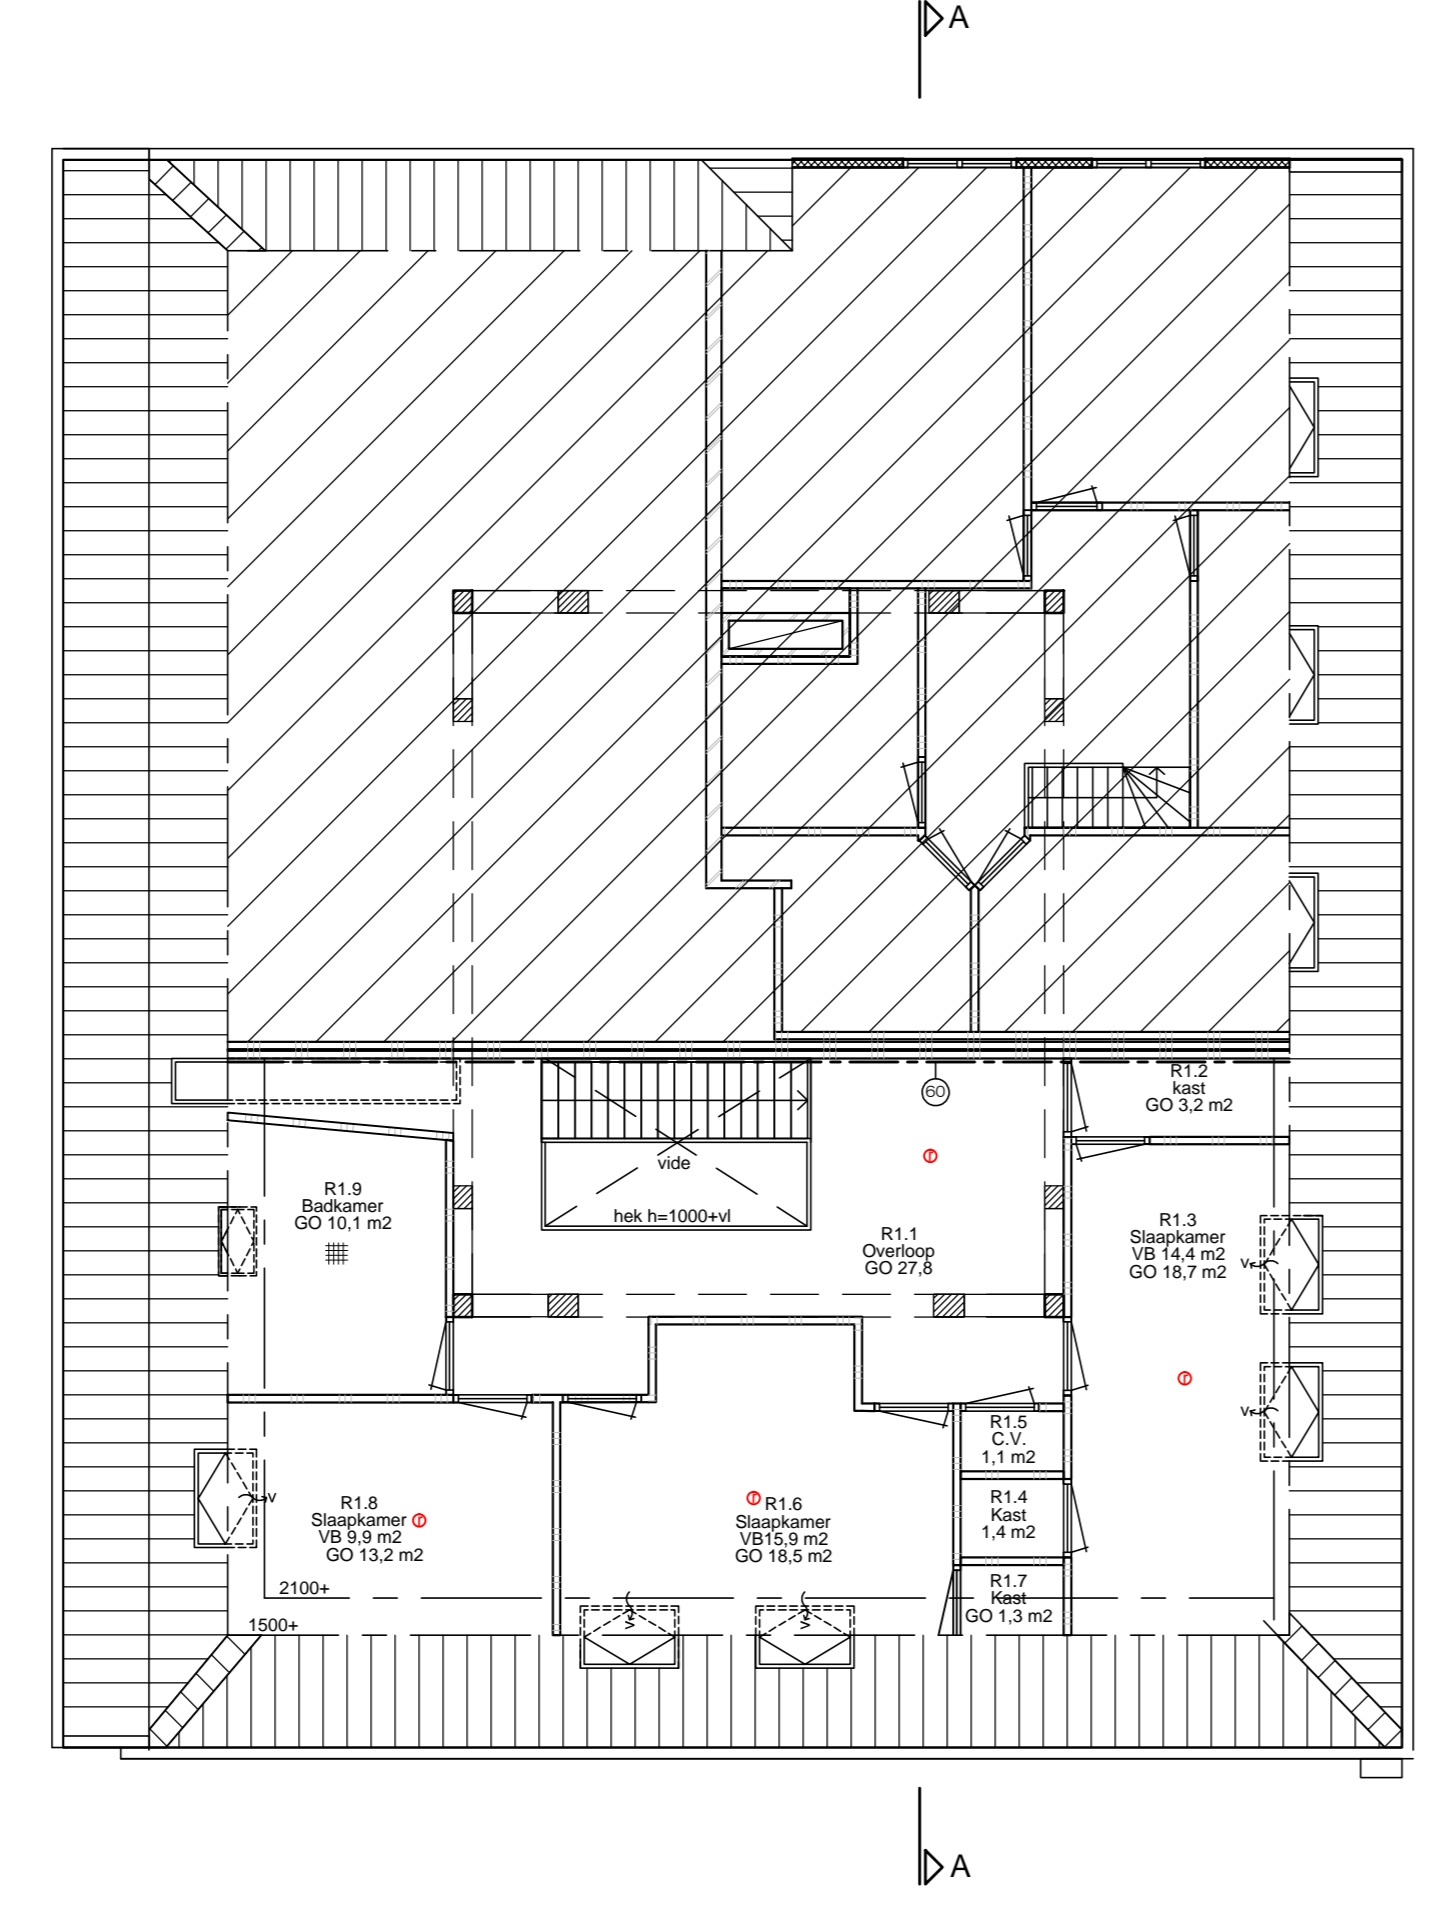 A
R1.2
kast
GO 3,2 m2
60
vide
hek h=1000+vl
R1.9
Badkamer
GO 10,1 m2
R1.1
Overloop
GO 27,8
R1.3
Slaapkamer
VB 14,4 m2
GO 18,7 m2
v
v
r
r
R1.5
C.V.
1,1 m2
R1.4
Kast
1,4 m2
R1.7
Kast
GO 1,3 m2
R1.6
r
Slaapkamer
VB15,9 m2
GO 18,5 m2
R1.8
Slaapkamer r
VB 9,9 m2
GO 13,2 m2
v
2100+
1500+
v
v
A